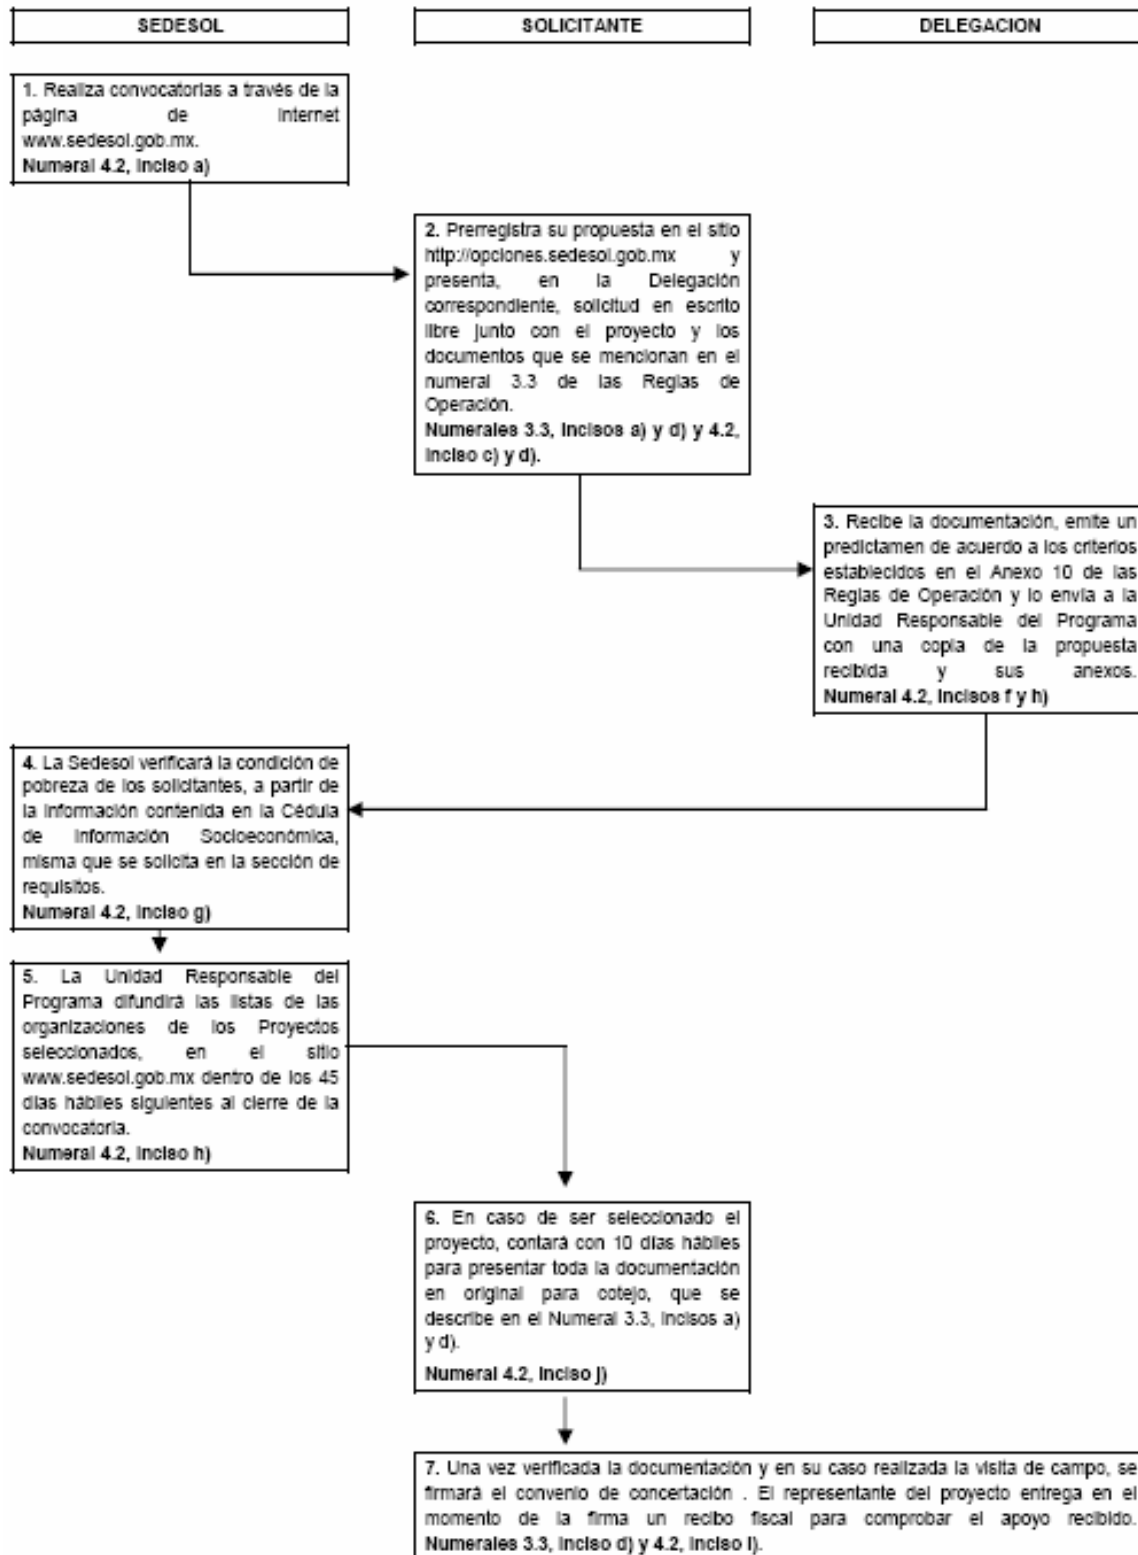 SEDESOL
SOLICITANTE
DELEGACION
1. Realiza convocatorias a través de la
página de Internet
www.sedesol.gob.mx.
Numeral 4.2, inciso a)
2. Prerregistra su propuesta en el sitio
http://opciones.sedesol.gob.mx y
presenta, en la Delegación
correspondiente, solicitud en escrito
libre junto con el proyecto y los
documentos que se mencionan en el
numeral 3.3 de las Reglas de
Operación.
Numerales 3.3, incisos a) y d) y 4.2,
inciso c) y d).
3. Recibe la documentación, emite un
predictamen de acuerdo a los criterios
establecidos en el Anexo 10 de las
Reglas de Operación y lo envía a la
Unidad Responsable del Programa
con una copia de la propuesta
recibida y sus anexos.
Numeral 4.2, incisos f y h)
4. La Sedesol verificará la condición de
pobreza de los solicitantes, a partir de
la información contenida en la Cédula
de Información Socioeconómica,
misma que se solicita en la sección de
requisitos.
Numeral 4.2, inciso g)
5. La Unidad Responsable del
Programa difundirá las listas de las
organizaciones de los Proyectos
seleccionados, en el sitio
www.sedesol.gob.mx dentro de los 45
días hábiles siguientes al cierre de la
convocatoria.
Numeral 4.2, inciso h)
6. En caso de ser seleccionado el
proyecto, contará con 10 días hábiles
para presentar toda la documentación
en original para cotejo, que se
describe en el Numeral 3.3, incisos a)
y d).
Numeral 4.2, inciso j)
7. Una vez verificada la documentación y en su caso realizada la visita de campo, se
firmará el convenio de concertación . El representante del proyecto entrega en el
momento de la firma un recibo fiscal para comprobar el apoyo recibido.
Numerales 3.3, inciso d) y 4.2, inciso l).